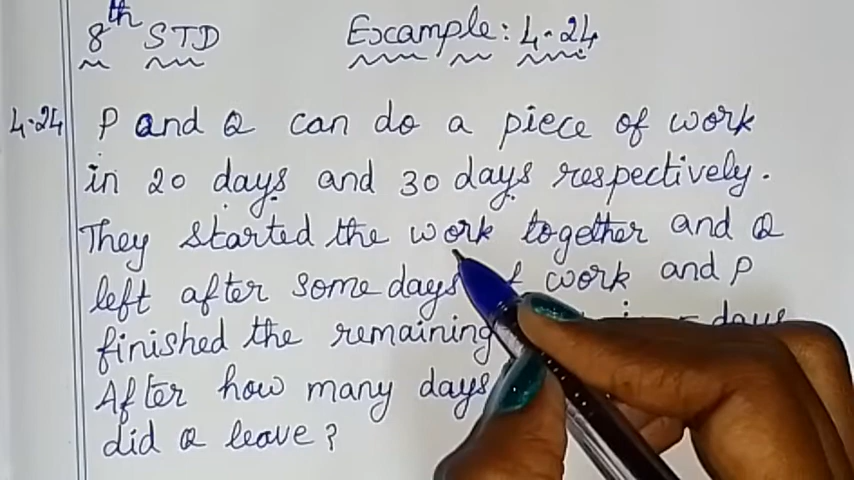 8th STD Example: 4.24
4.24 P and Q can do a piece of work
in 20 days and 30 days respectively.
They started the work together and Q
left after some days of work and P
finished the remaining days
After how many days
did Q leave?